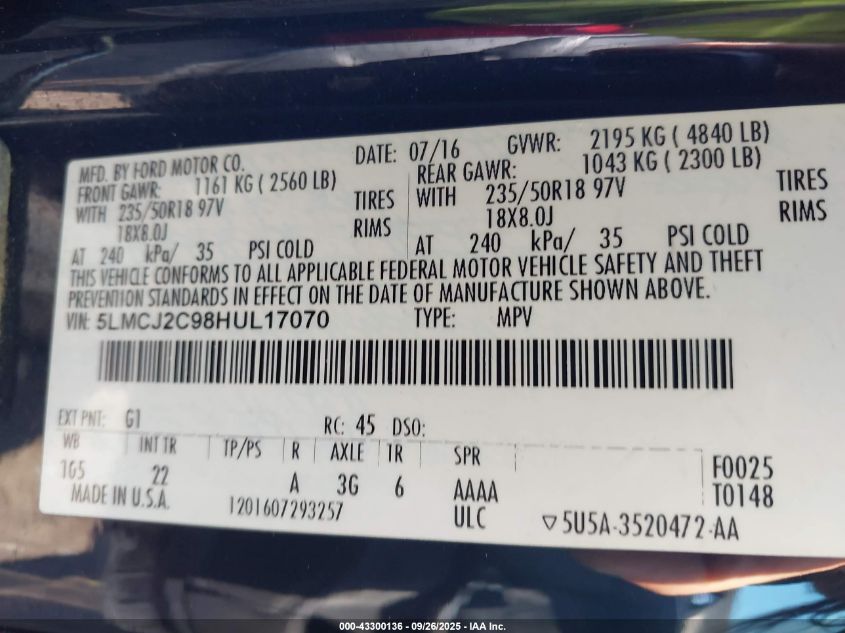 MFD. BY FORD MOTOR CO. DATE: 07/16 GVWR: 2195 KG ( 4840 LB)
FRONT GAWR: 1161 KG ( 2560 LB) REAR GAWR: 1043 KG ( 2300 LB)
WITH 235/50R18 97V TIRES WITH 235/50R18 97V TIRES
18X8.0J RIMS 18X8.0J RIMS
AT 240 kPa/ 35 PSI COLD AT 240 kPa/ 35 PSI COLD
THIS VEHICLE CONFORMS TO ALL APPLICABLE FEDERAL MOTOR VEHICLE SAFETY AND THEFT
PREVENTION STANDARDS IN EFFECT ON THE DATE OF MANUFACTURE SHOWN ABOVE.
VIN: 5LMCJ2C98HUL17070 TYPE: MPV
EXT PNT: G1 RC: 45 DSO:
WB INT TR TP/PS R AXLE TR SPR F0025
105 22 A 3G 6 AAAA T0148
MADE IN U.S.A. 1201607293257 ULC ▽5U5A-3520472-AA
000-43300136 - 09/26/2025 - IAA Inc.